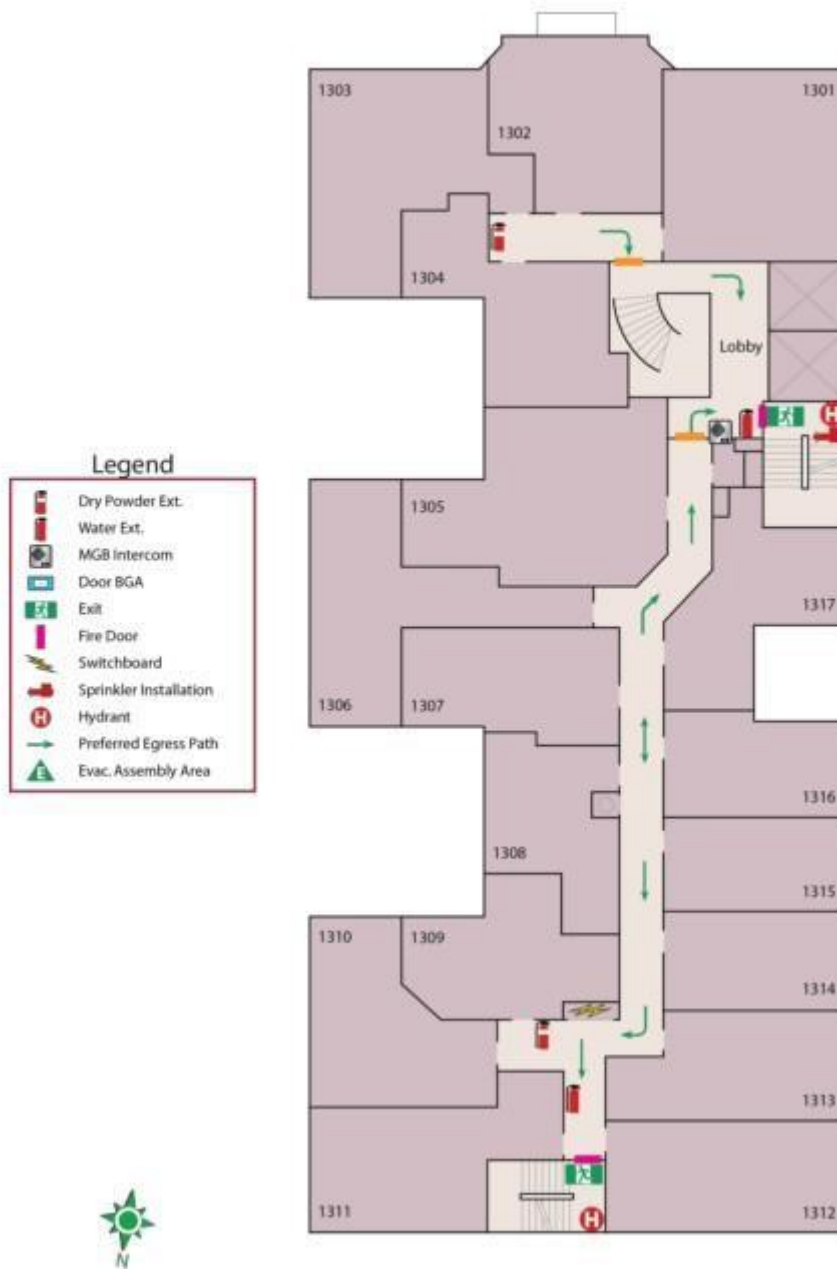 1303
1301
1302
1304
Lobby
H
Legend
Dry Powder Ext.
Water Ext.
MGB Intercom
Door BGA
Exit
Fire Door
Switchboard
Sprinkler Installation
H Hydrant
Preferred Egress Path
E Evac. Assembly Area
1305
1317
1306
1307
1316
1308
1315
1310
1309
1314
1313
1311
1312
H
N